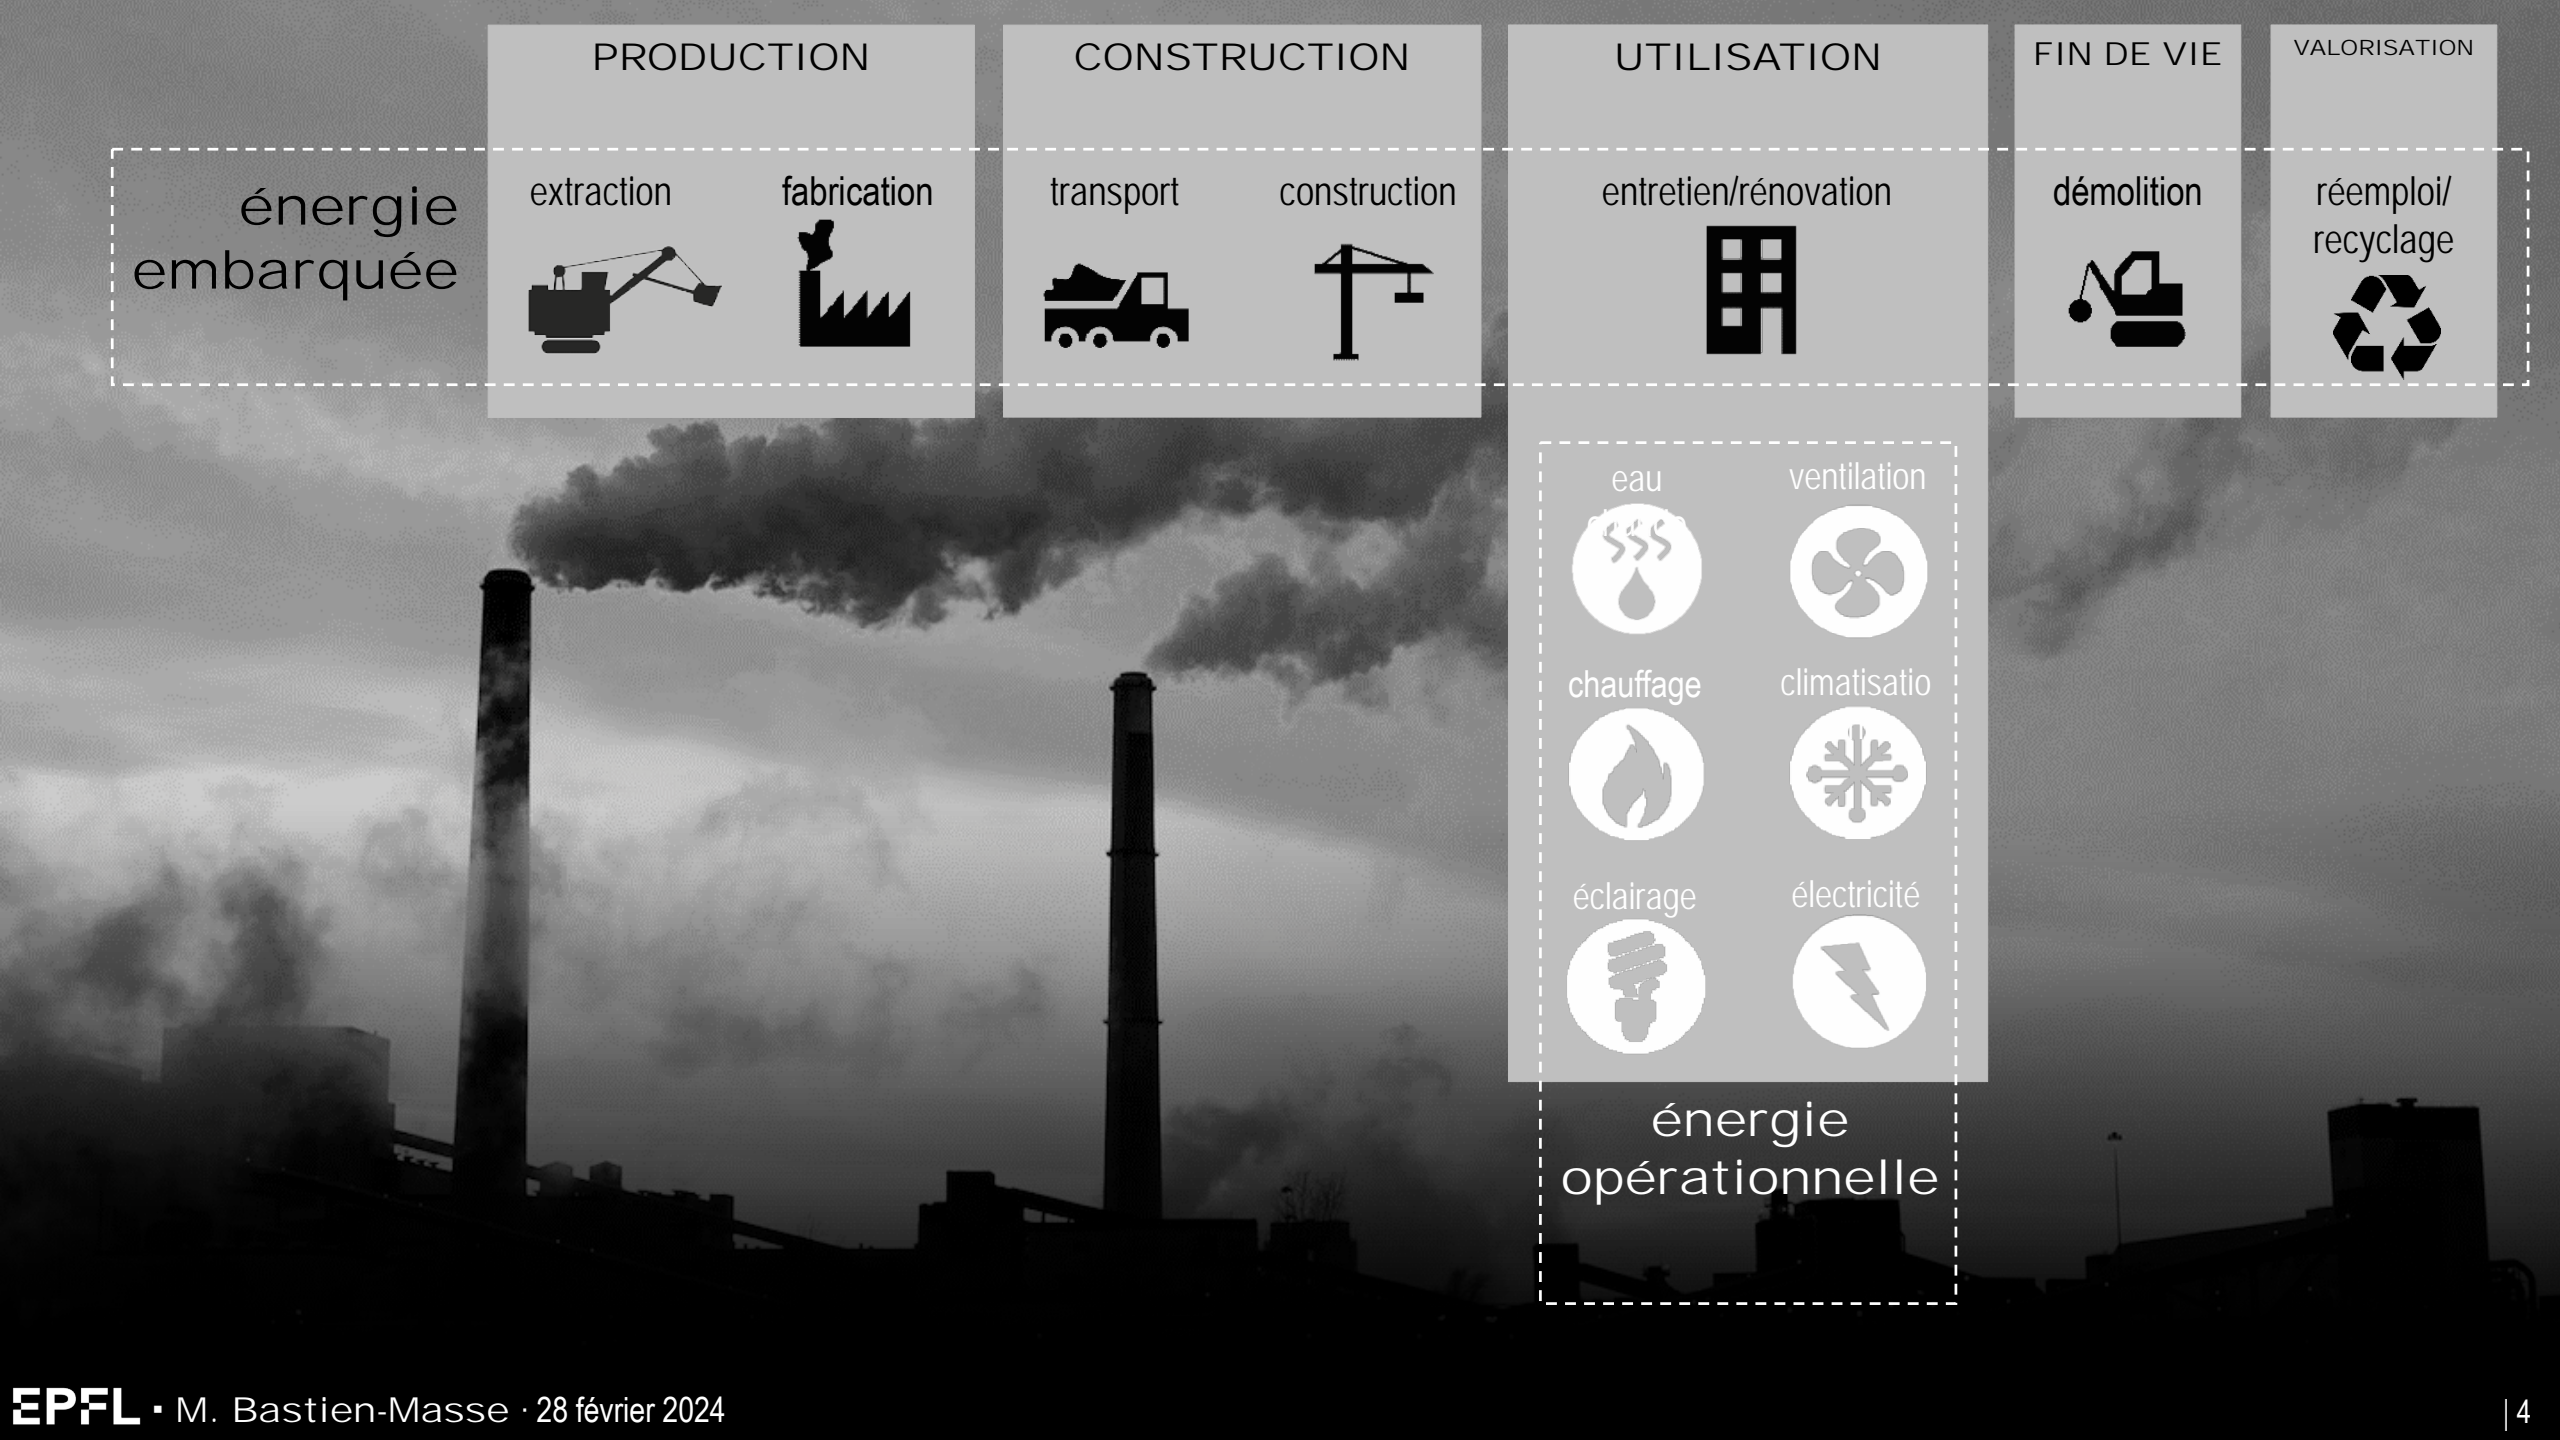 PRODUCTION
CONSTRUCTION
UTILISATION
FIN DE VIE
VALORISATION
énergie
embarquée
extraction
fabrication
transport
construction
entretien/rénovation
démolition
réemploi/
recyclage
eau
ventilation
chauffage
climatisatio
n
éclairage
électricité
énergie
opérationnelle
EPFL ▪ M. Bastien-Masse · 28 février 2024
| 4